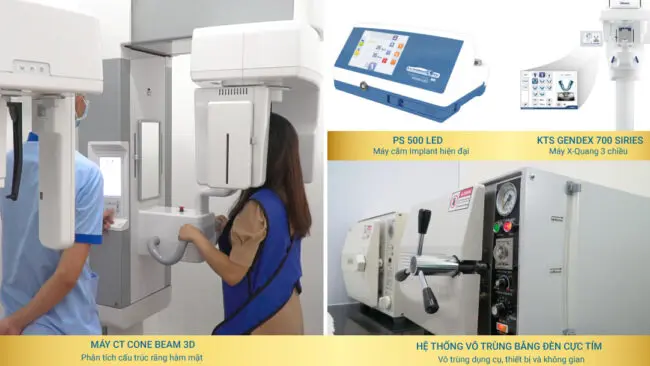 PS 500 LED
Máy cắm implant hiện đại
KTS GENDEX 700 SIRIES
Máy X-Quang 3 chiều
MÁY CT CONE BEAM 3D
Phân tích cấu trúc răng hàm mặt
HỆ THỐNG VÔ TRÙNG BẰNG ĐÈN CỰC TÍM
Vô trùng dụng cụ, thiết bị và không gian